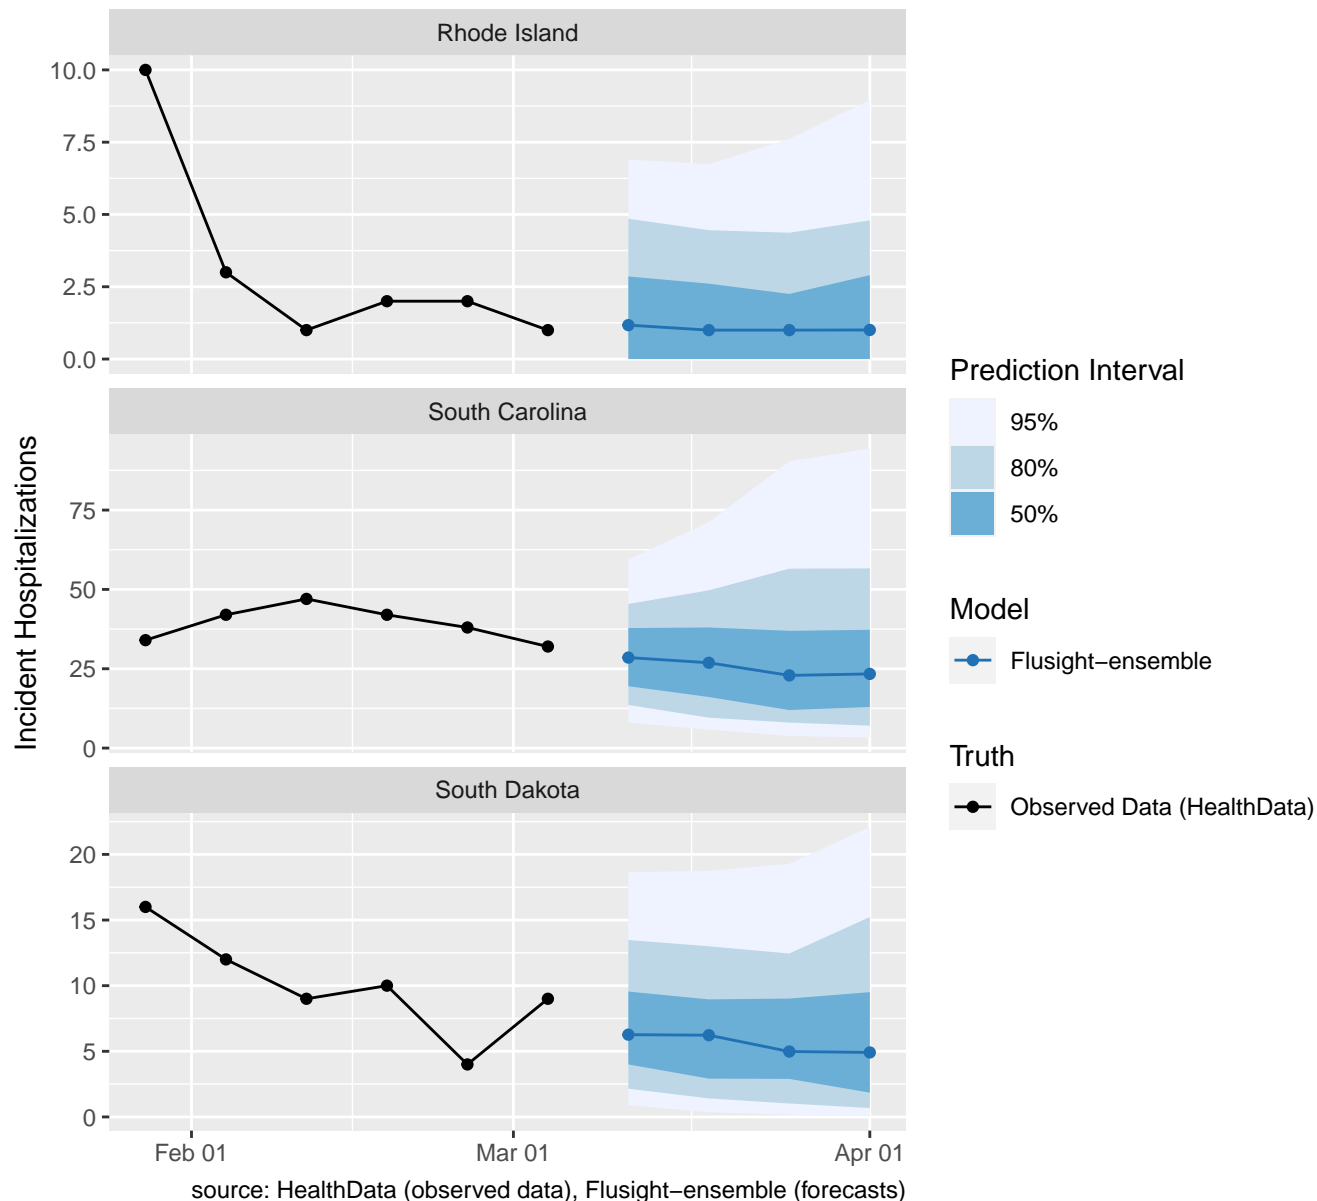 Rhode Island
10.0
7.5
5.0
2.5
0.0
South Carolina
75
50
25
0
South Dakota
20
15
10
5
0
Incident Hospitalizations
Feb 01
Mar 01
Apr 01
source: HealthData (observed data), Flusight−ensemble (forecasts)
Prediction Interval
95%
80%
50%
Model
Flusight−ensemble
Truth
Observed Data (HealthData)